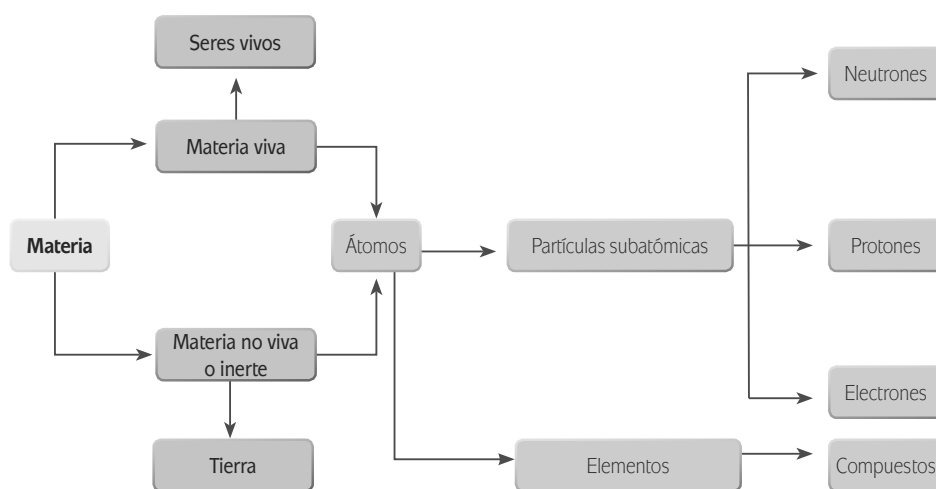 Seres vivos
Materia viva
Materia
Materia no viva
o inerte
Tierra
Átomos
Partículas subatómicas
Neutrones
Protones
Electrones
Elementos
Compuestos